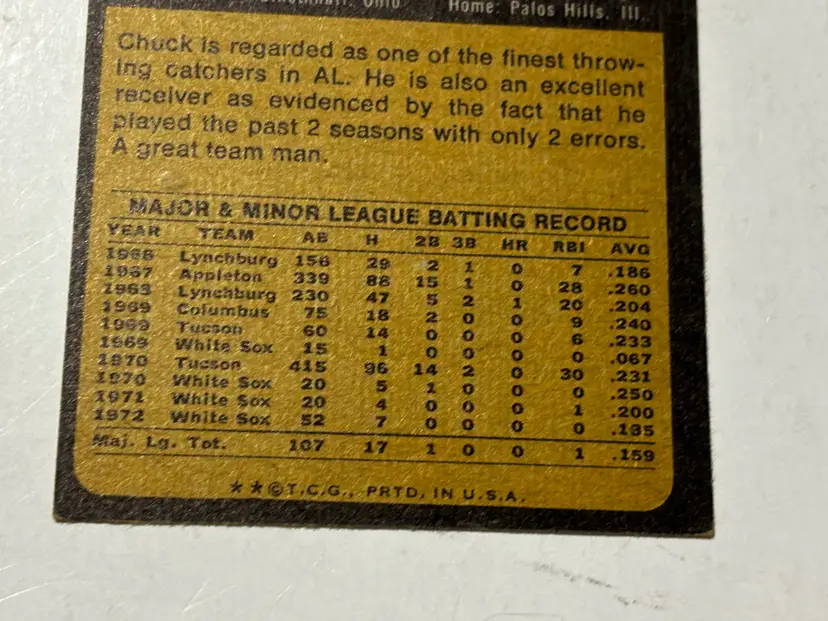 Cincinnati, Ohio Home: Palos Hills, Ill.
Chuck is regarded as one of the finest throw-
ing catchers in AL. He is also an excellent
receiver as evidenced by the fact that he
played the past 2 seasons with only 2 errors.
A great team man.
MAJOR & MINOR LEAGUE BATTING RECORD
YEAR TEAM AB H 2B 3B HR RBI AVG
1966 Lynchburg 156 29 2 1 0 7 .186
1967 Appleton 339 88 15 1 0 28 .260
1968 Lynchburg 230 47 5 2 1 20 .204
1969 Columbus 75 18 2 0 0 9 .240
1969 Tucson 60 14 0 0 0 6 .233
1969 White Sox 15 1 0 0 0 0 .067
1970 Tucson 415 96 14 2 0 30 .231
1970 White Sox 20 5 1 0 0 0 .250
1971 White Sox 20 4 0 0 0 1 .200
1972 White Sox 52 7 0 0 0 0 .135
Maj. Lg. Tot. 107 17 1 0 0 1 .159
**©T.C.G., PRTD. IN U.S.A.